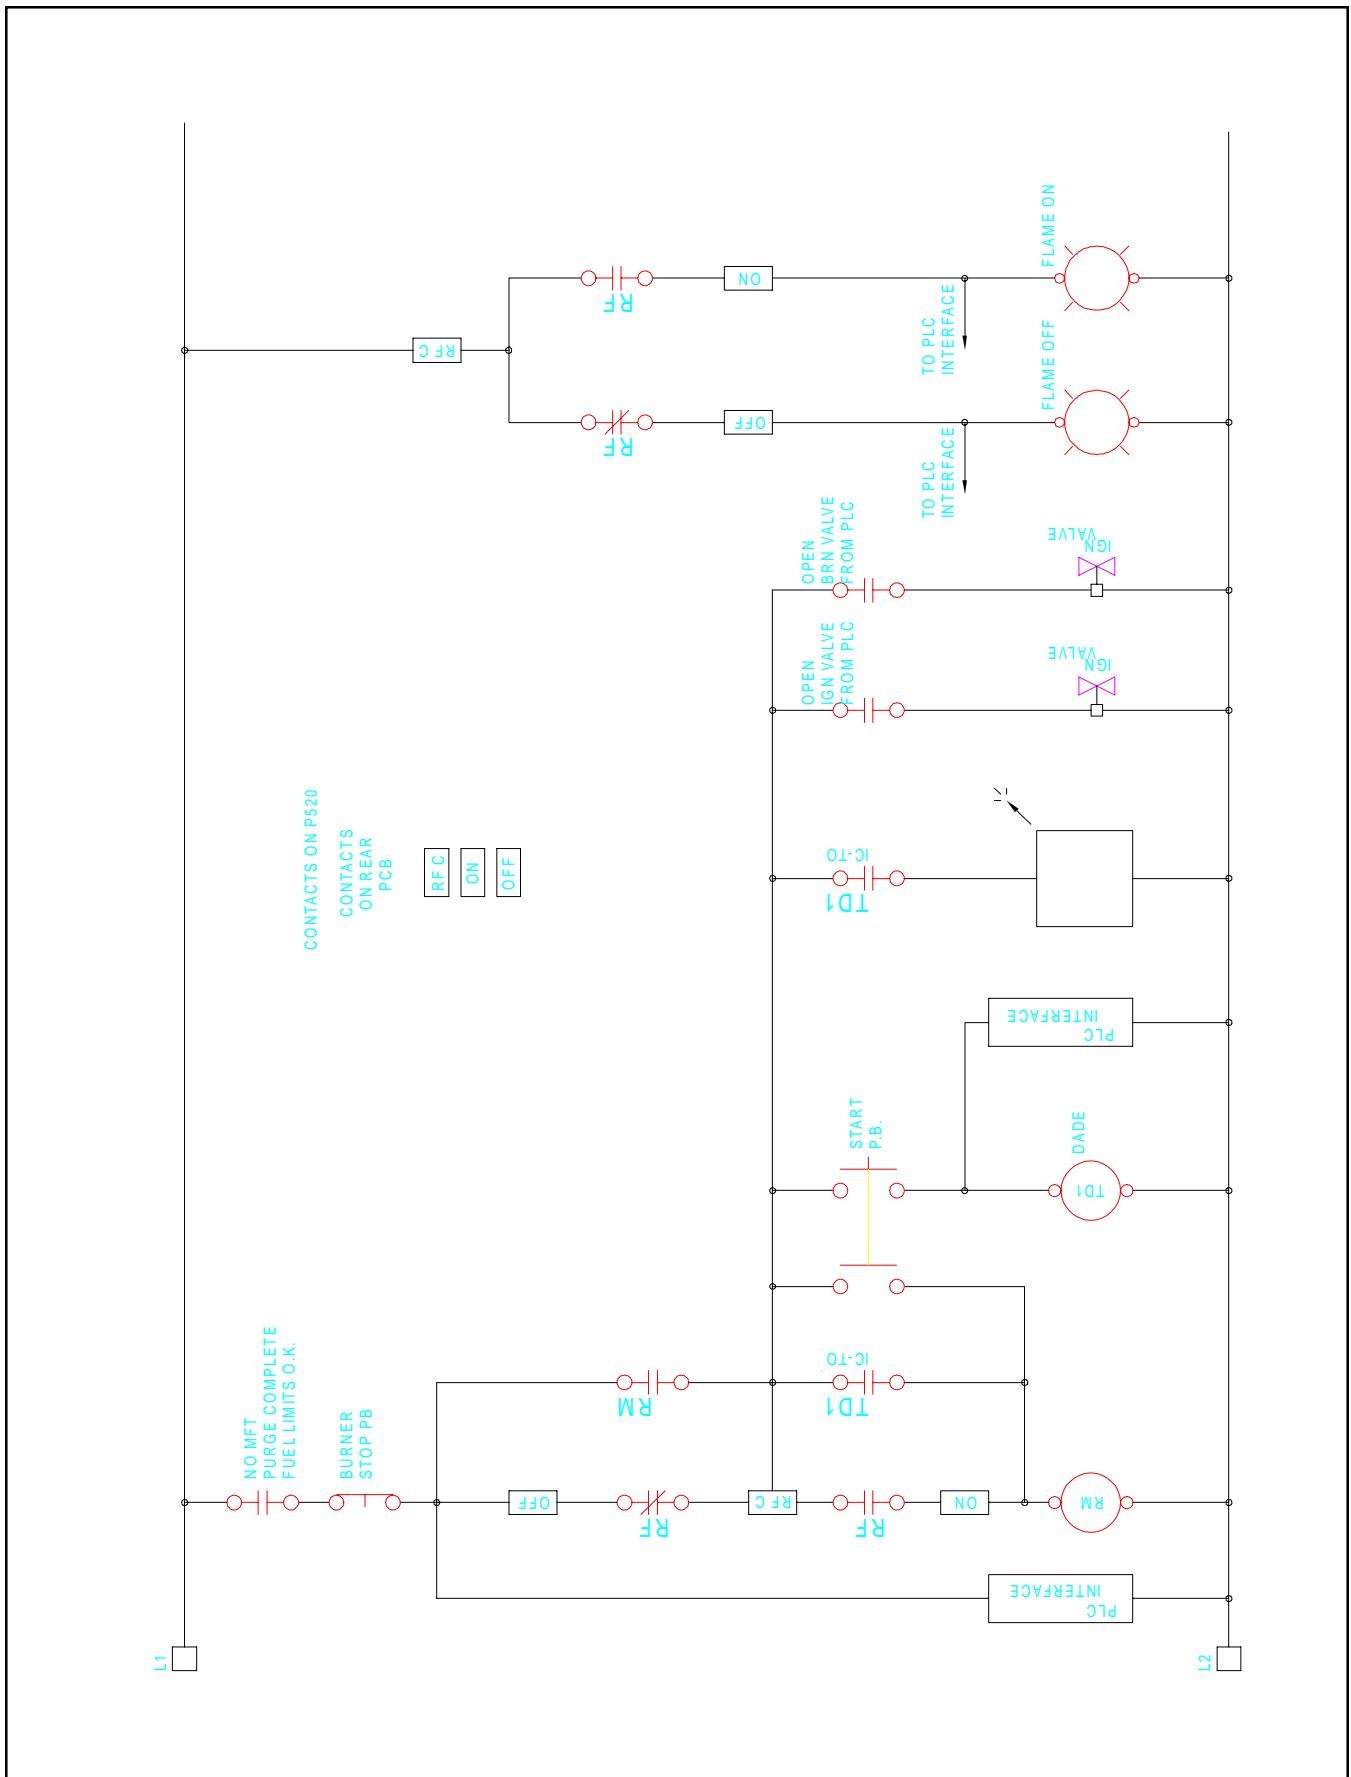 FLAME ON
RF
ON
TO PLC
INTERFACE
RFC
FLAME OFF
RF
OFF
TO PLC
INTERFACE
OPEN
BRN VALVE
FROM PLC
IGN
VALVE
OPEN
IGN VALVE
FROM PLC
IGN
VALVE
CONTACTS ON P520
CONTACTS
ON REAR
PCB
RFC
ON
OFF
IC-TO
TD1
PLC
INTERFACE
START
P.B.
DADE
TD1
NO MFT
PURGE COMPLETE
FUEL LIMITS O.K.
BURNER
STOP PB
RM
IC-TO
TD1
OFF
RF
RFC
RF
ON
RM
PLC
INTERFACE
L1
L2